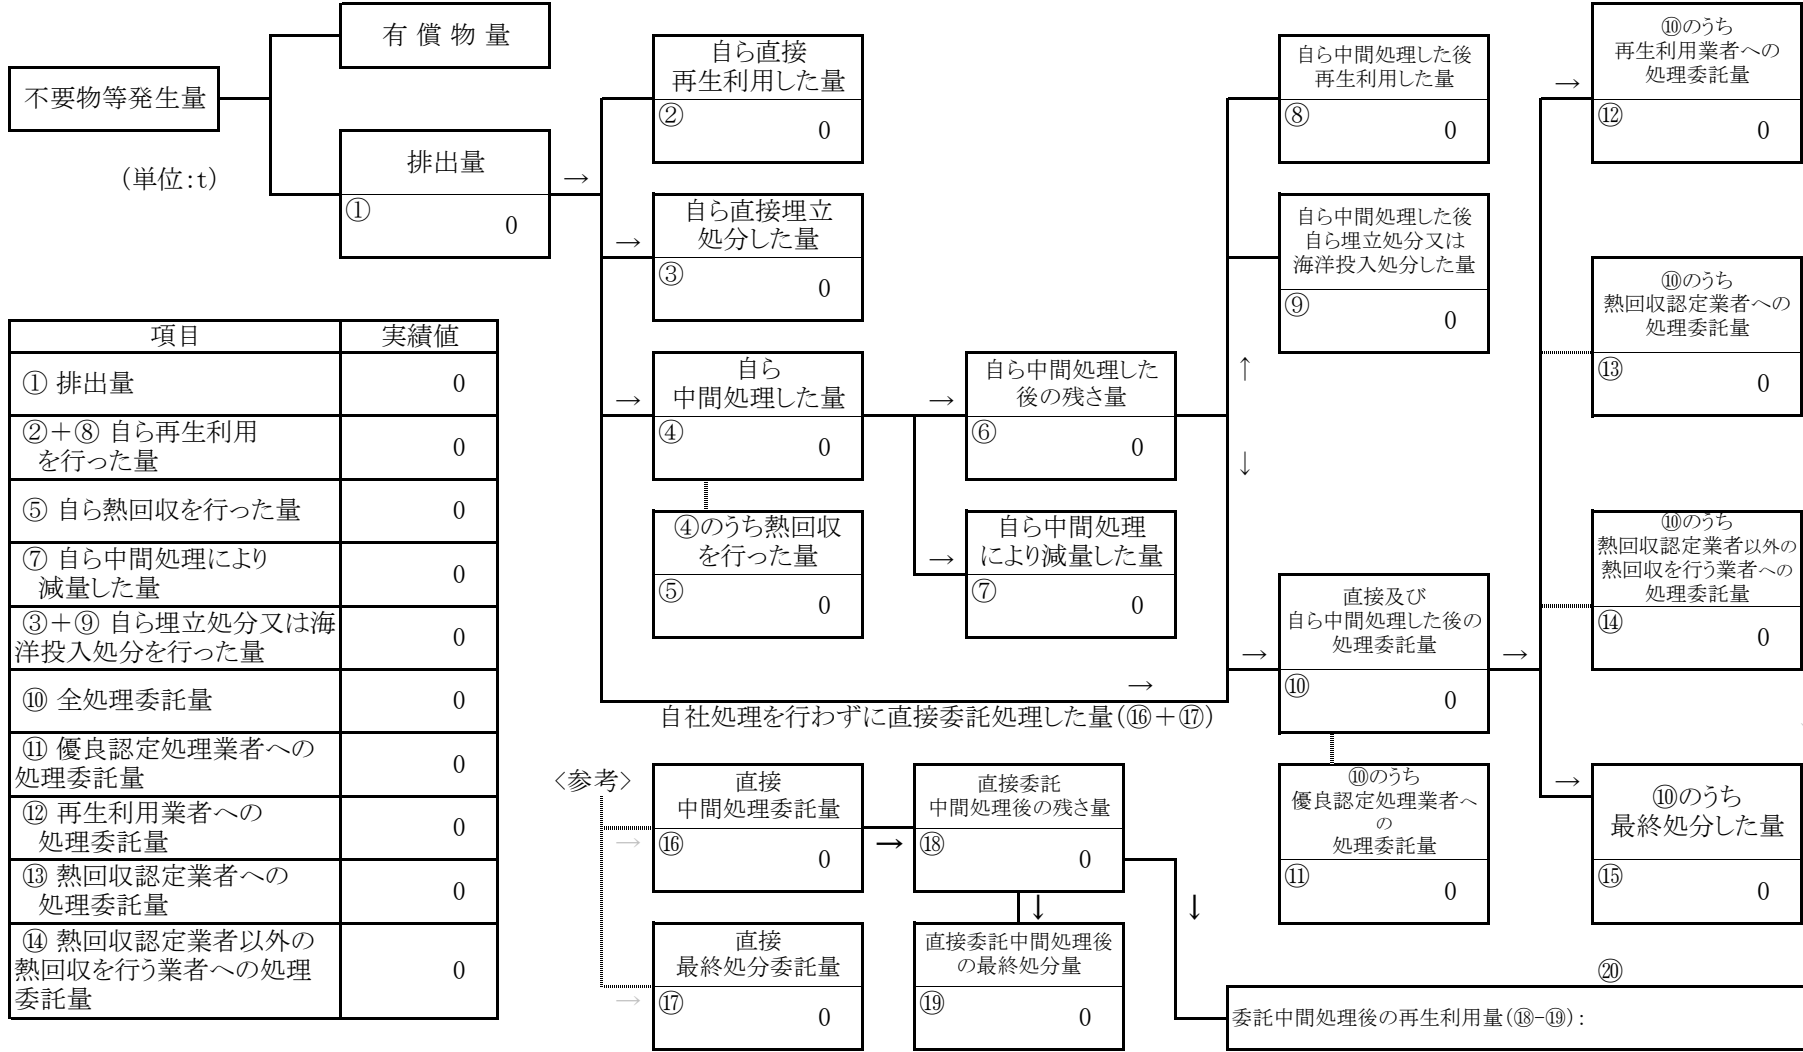 不要物等発生量
(単位:t)
有 償 物 量
排出量
→
①
0
自ら直接
再生利用した量
②
0
→
自ら直接埋立
処分した量
③
0
→
自ら
中間処理した量
④
0
④のうち熱回収
を行った量
⑤
0
→
自ら中間処理した
後の残さ量
⑥
0
→
自ら中間処理
により減量した量
⑦
0
↑
↓
自ら中間処理した後
再生利用した量
⑧
0
自ら中間処理した後
自ら埋立処分又は
海洋投入処分した量
⑨
0
→
自社処理を行わずに直接委託処理した量(⑯+⑰)
→
直接及び
自ら中間処理した後の
処理委託量
⑩
0
→
⑩のうち
優良認定処理業者へ
の
処理委託量
⑪
0
→
⑩のうち
再生利用業者への
処理委託量
⑫
0
⑩のうち
熱回収認定業者への
処理委託量
⑬
0
⑩のうち
熱回収認定業者以外の
熱回収を行う業者への
処理委託量
⑭
0
→
⑩のうち
最終処分した量
⑮
0
項目 実績値
① 排出量 0
②+⑧ 自ら再生利用
を行った量 0
⑤ 自ら熱回収を行った量 0
⑦ 自ら中間処理により
減量した量 0
③+⑨ 自ら埋立処分又は海
洋投入処分を行った量 0
⑩ 全処理委託量 0
⑪ 優良認定処理業者への
処理委託量 0
⑫ 再生利用業者への
処理委託量 0
⑬ 熱回収認定業者への
処理委託量 0
⑭ 熱回収認定業者以外の
熱回収を行う業者への処理
委託量 0
<参考>
→
直接
中間処理委託量
⑯
0
→
直接
最終処分委託量
⑰
0
→
直接委託
中間処理後の残さ量
⑱
0
↓
直接委託中間処理後
の最終処分量
⑲
0
↓
⑳
委託中間処理後の再生利用量(⑱-⑲):